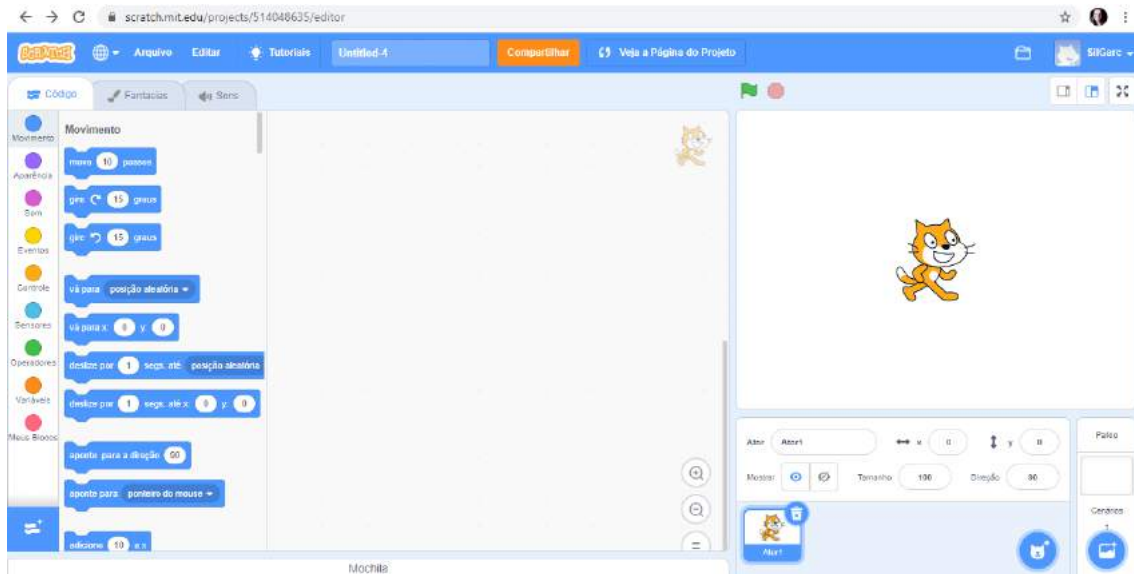 scratch.mit.edu/projects/514048635/editor
SCRATCH Arquivo Editar Tutoriais Untitled-4 Compartilhar Veja a Página do Projeto SilGarc
Código Fantasias Sons
Movimento
Aparência
Som
Eventos
Controle
Sensores
Operadores
Variáveis
Meus Blocos
Movimento
mova 10 passos
gire 15 graus
gire 15 graus
vá para posição aleatória
vá para x: 0 y: 0
deslize por 1 segs. até posição aleatória
deslize por 1 segs. até x: 0 y: 0
aponte para a direção 90
aponte para ponteiro do mouse
adicione 10 a x
Mochila
Ator Ator1 x 0 y 0
Mostrar Tamanho 100 Direção 90
Ator1
Palco
Cenários
1